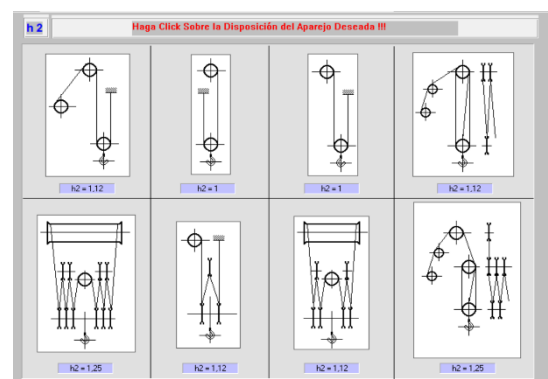 h 2
Haga Click Sobre la Disposición del Aparejo Deseada !!!
h2 = 1,12
h2 = 1
h2 = 1
h2 = 1,12
h2 = 1,25
h2 = 1,12
h2 = 1,12
h2 = 1,25